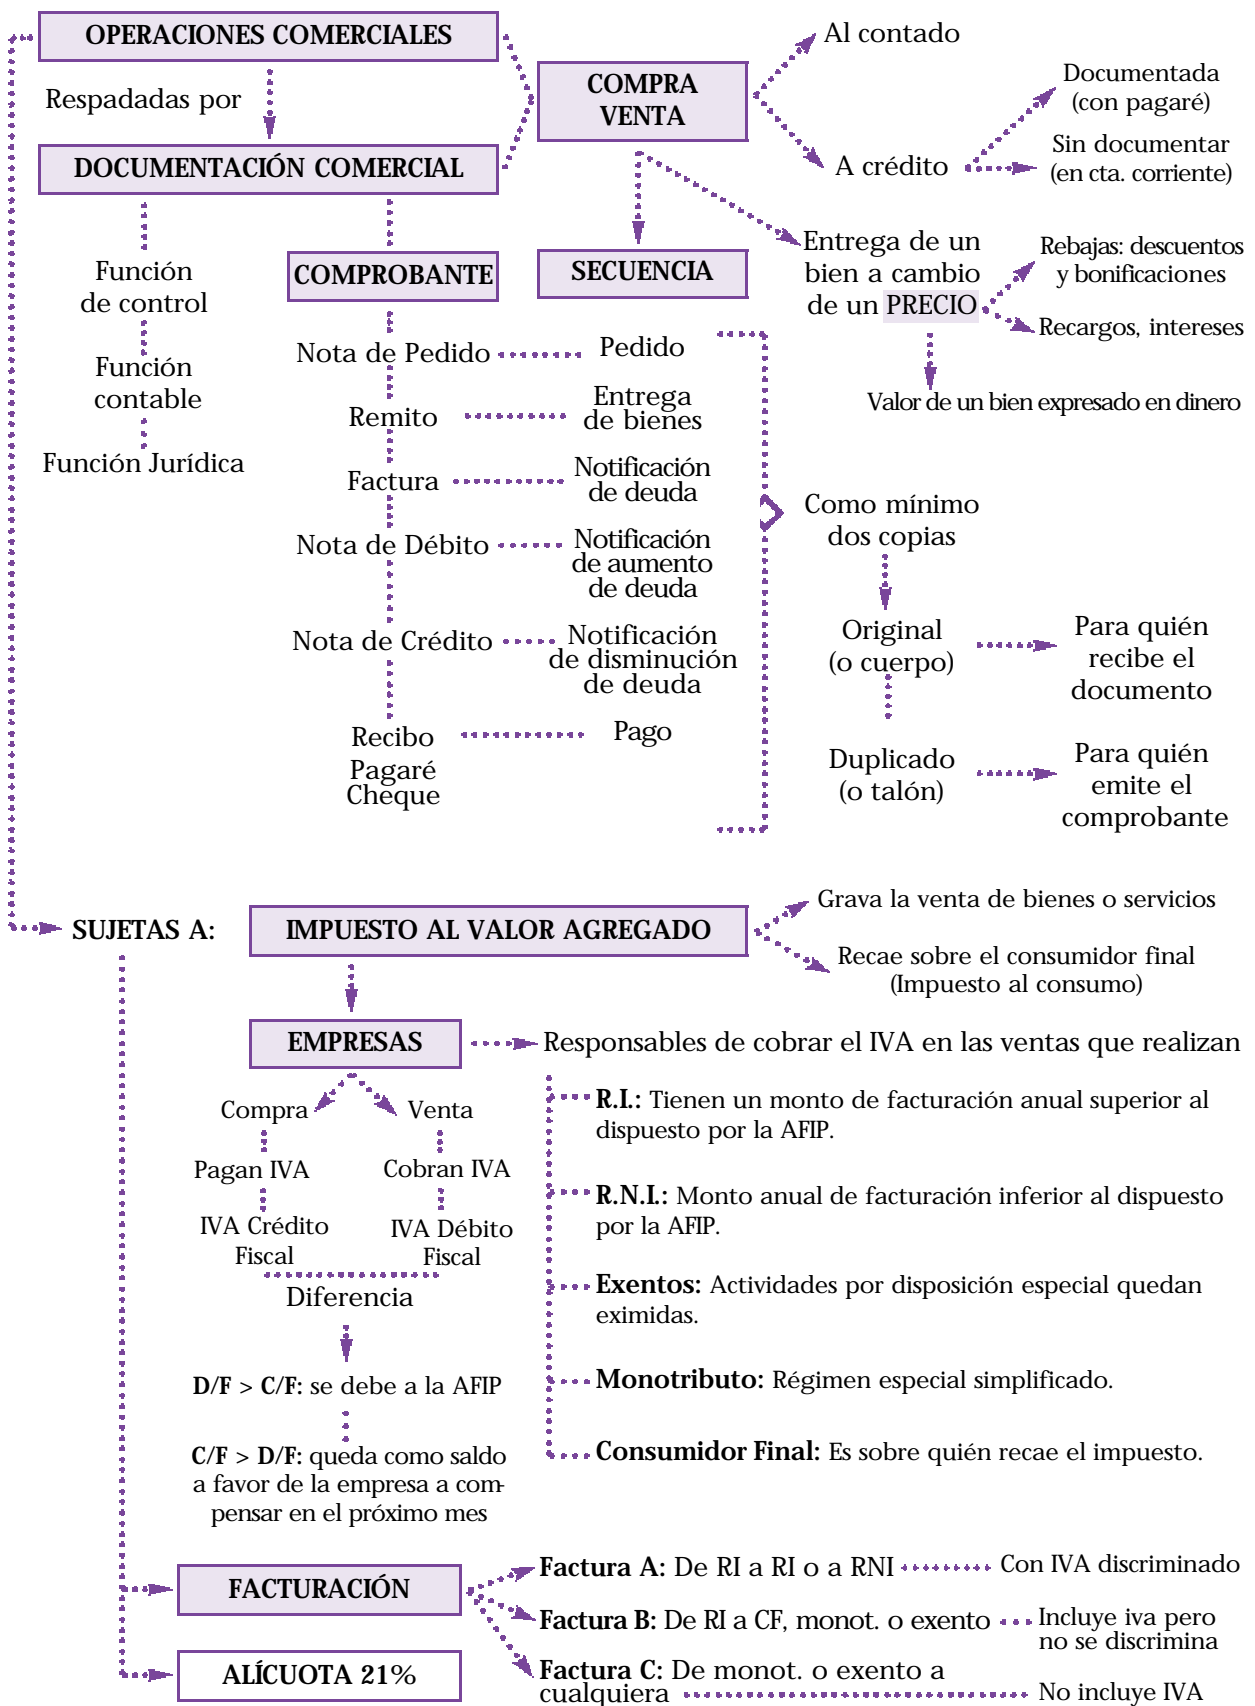 OPERACIONES COMERCIALES
Respadadas por
DOCUMENTACIÓN COMERCIAL
COMPRA
VENTA
Al contado
A crédito
Documentada
(con pagaré)
Sin documentar
(en cta. corriente)
Función
de control
Función
contable
Función Jurídica
COMPROBANTE
SECUENCIA
Entrega de un
bien a cambio
de un PRECIO
Rebajas: descuentos
y bonificaciones
Recargos, intereses
Valor de un bien expresado en dinero
Nota de Pedido
Pedido
Remito
Entrega
de bienes
Factura
Notificación
de deuda
Nota de Débito
Notificación
de aumento
de deuda
Nota de Crédito
Notificación
de disminución
de deuda
Recibo
Pagaré
Cheque
Pago
Como mínimo
dos copias
Original
(o cuerpo)
Para quién
recibe el
documento
Duplicado
(o talón)
Para quién
emite el
comprobante
SUJETAS A:
IMPUESTO AL VALOR AGREGADO
Grava la venta de bienes o servicios
Recae sobre el consumidor final
(Impuesto al consumo)
EMPRESAS
Responsables de cobrar el IVA en las ventas que realizan
Compra
Venta
Pagan IVA
Cobran IVA
IVA Crédito
Fiscal
IVA Débito
Fiscal
Diferencia
D/F > C/F: se debe a la AFIP
C/F > D/F: queda como saldo
a favor de la empresa a com-
pensar en el próximo mes
R.I.: Tienen un monto de facturación anual superior al
dispuesto por la AFIP.
R.N.I.: Monto anual de facturación inferior al dispuesto
por la AFIP.
Exentos: Actividades por disposición especial quedan
eximidas.
Monotributo: Régimen especial simplificado.
Consumidor Final: Es sobre quién recae el impuesto.
FACTURACIÓN
Factura A: De RI a RI o a RNI
Con IVA discriminado
Factura B: De RI a CF, monot. o exento
Incluye iva pero
no se discrimina
Factura C: De monot. o exento a
cualquiera
No incluye IVA
ALÍCUOTA 21%